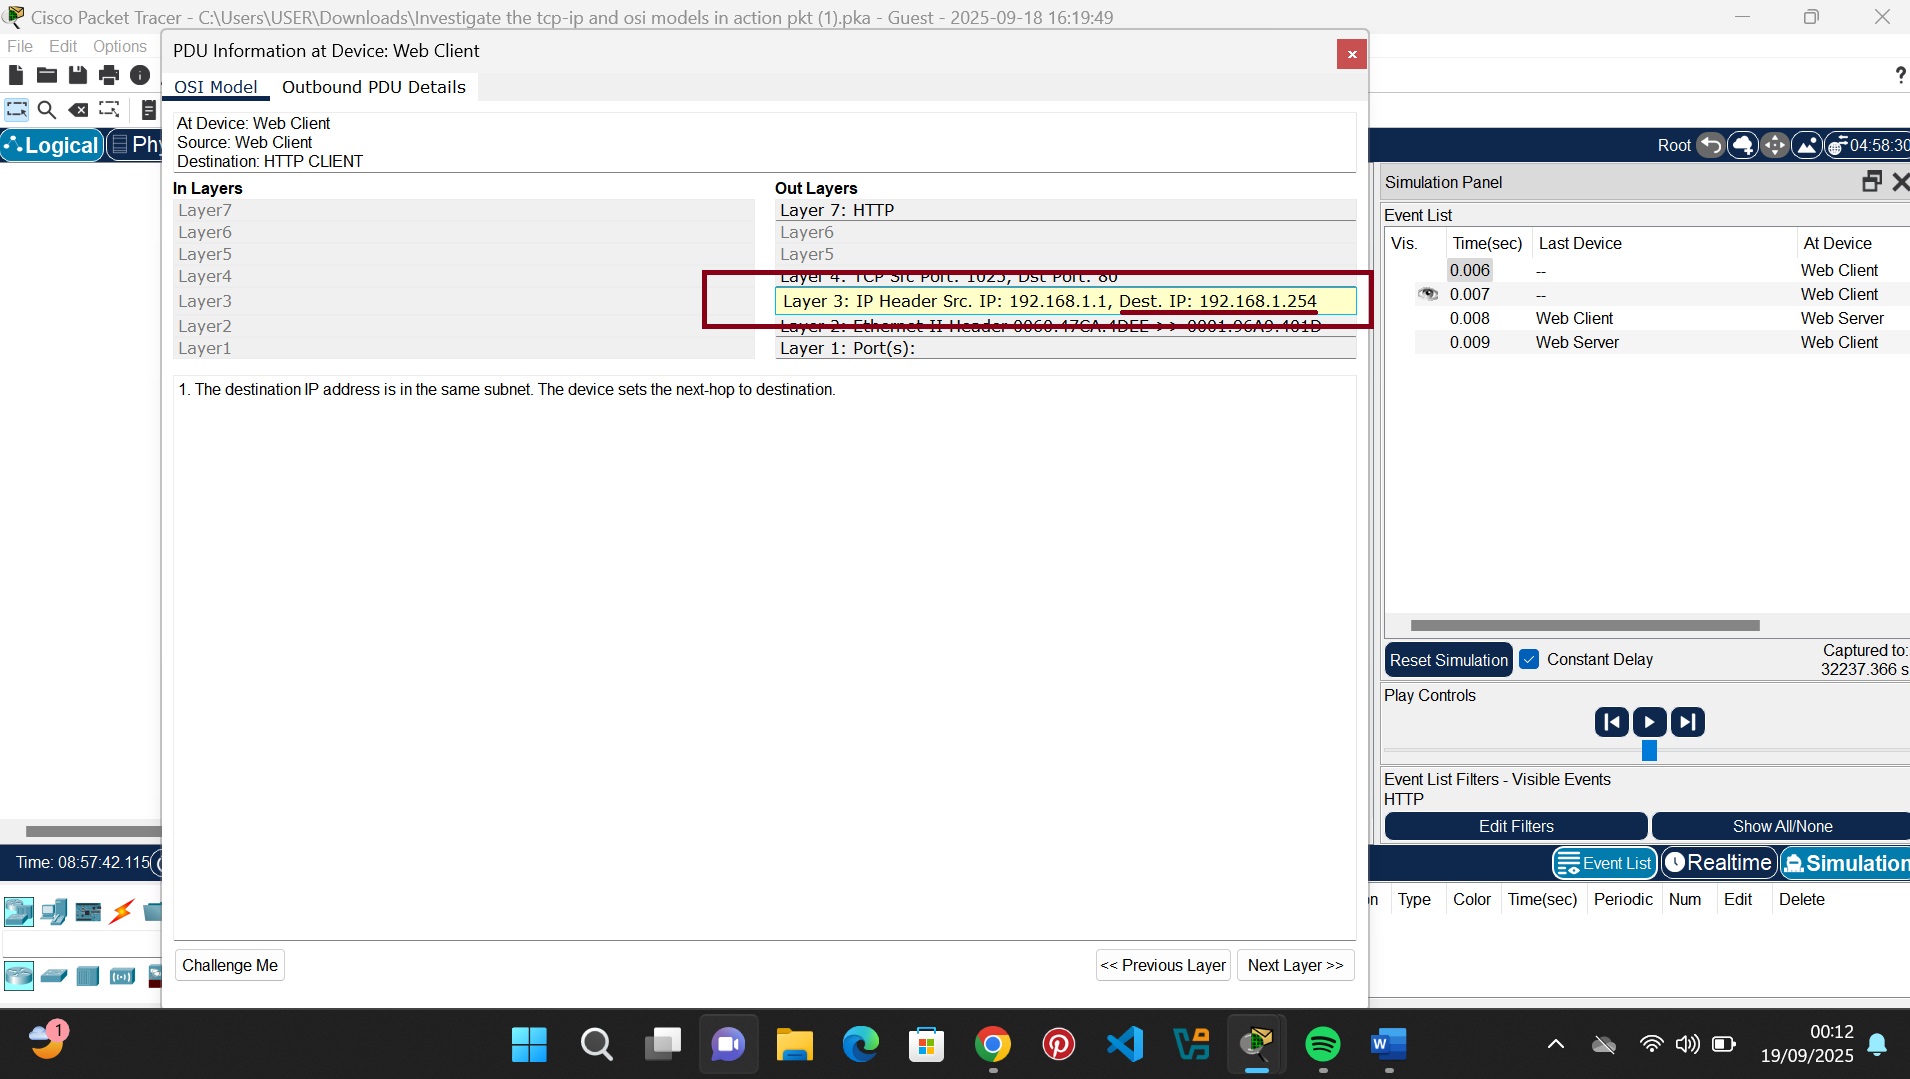 Cisco Packet Tracer - C:\Users\USER\Downloads\Investigate the tcp-ip and osi models in action pkt (1).pka - Guest - 2025-09-18 16:19:49
File Edit Options
PDU Information at Device: Web Client
OSI Model Outbound PDU Details
?
At Device: Web Client
Source: Web Client
Destination: HTTP CLIENT
Logical Phy
Root 04:58:30
In Layers
Layer7
Layer6
Layer5
Layer4
Layer3
Layer2
Layer1
Out Layers
Layer 7: HTTP
Layer6
Layer5
Layer 4: TCP Src Port: 1025, Dst Port: 80
Layer 3: IP Header Src. IP: 192.168.1.1, Dest. IP: 192.168.1.254
Layer 2: Ethernet II Header 0060.47CA.4DEE >> 0001.96A9.401D
Layer 1: Port(s):
1. The destination IP address is in the same subnet. The device sets the next-hop to destination.
Challenge Me
<< Previous Layer Next Layer >>
Simulation Panel
Event List
Vis. Time(sec) Last Device At Device
0.006 -- Web Client
0.007 -- Web Client
0.008 Web Client Web Server
0.009 Web Server Web Client
Reset Simulation Constant Delay
Captured to:
32237.366 s
Play Controls
Event List Filters - Visible Events
HTTP
Edit Filters Show All/None
Time: 08:57:42.115
Event List Realtime Simulation
on Type Color Time(sec) Periodic Num Edit Delete
1
W
00:12
19/09/2025